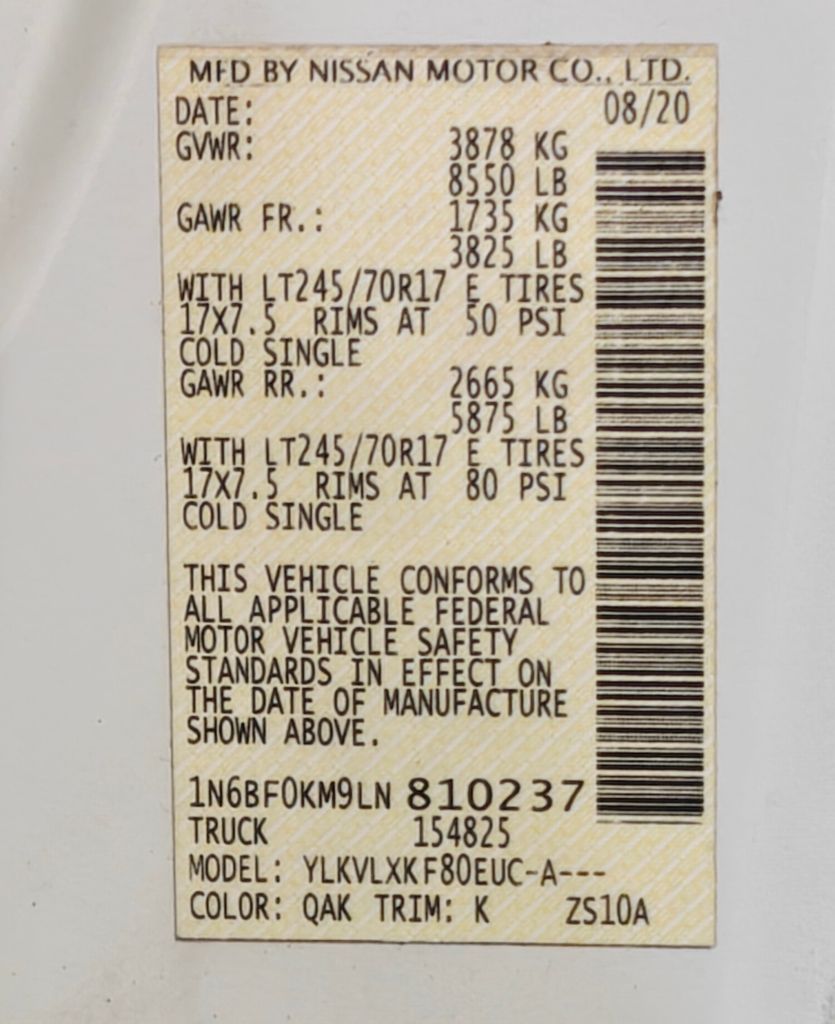 MFD BY NISSAN MOTOR CO., LTD.
DATE: 08/20
GVWR: 3878 KG
8550 LB
GAWR FR.: 1735 KG
3825 LB
WITH LT245/70R17 E TIRES
17X7.5 RIMS AT 50 PSI
COLD SINGLE
GAWR RR.: 2665 KG
5875 LB
WITH LT245/70R17 E TIRES
17X7.5 RIMS AT 80 PSI
COLD SINGLE
THIS VEHICLE CONFORMS TO
ALL APPLICABLE FEDERAL
MOTOR VEHICLE SAFETY
STANDARDS IN EFFECT ON
THE DATE OF MANUFACTURE
SHOWN ABOVE.
1N6BF0KM9LN 810237
TRUCK 154825
MODEL: YLKVLXKF80EUC-A---
COLOR: QAK TRIM: K ZS10A